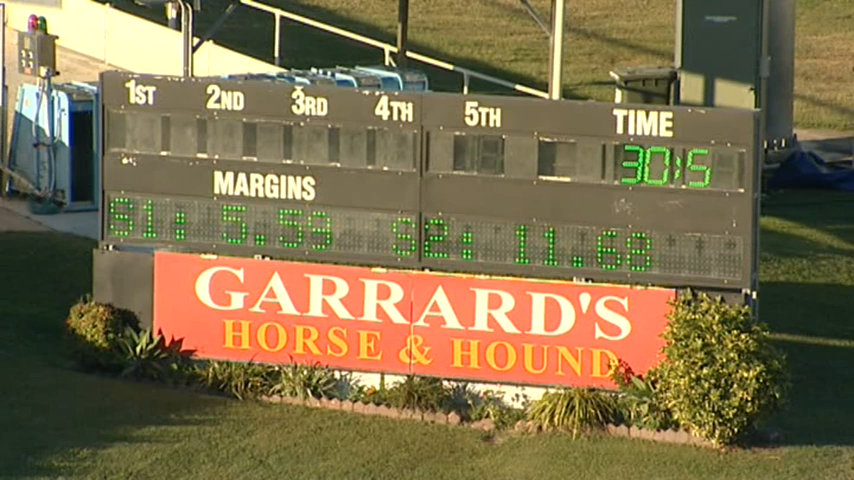 1ST 2ND 3RD 4TH 5TH TIME
30:5
MARGINS
S1: 5.59 S2: 11.68
GARRARD'S
HORSE & HOUND